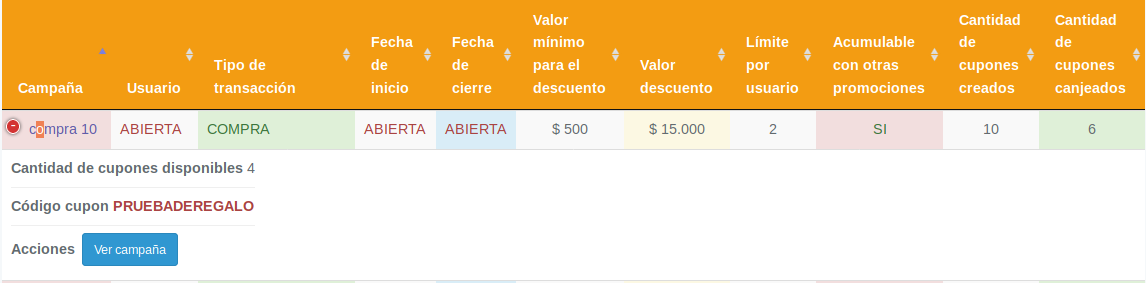 Campaña
Usuario
Tipo de
transacción
Fecha
de
inicio
Fecha
de
cierre
Valor
mínimo
para el
descuento
Valor
descuento
Límite
por
usuario
Acumulable
con otras
promociones
Cantidad
de
cupones
creados
Cantidad
de
cupones
canjeados
compra 10 ABIERTA COMPRA ABIERTA ABIERTA $ 500 $ 15.000 2 SI 10 6
Cantidad de cupones disponibles 4
Código cupon PRUEBADEREGALO
Acciones Ver campaña